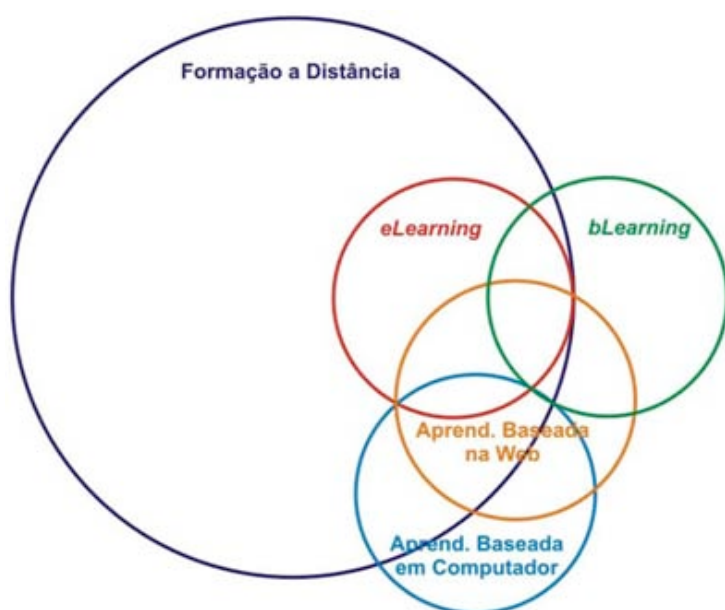 Formação a Distância
eLearning
bLearning
Aprend. Baseada
na Web
Aprend. Baseada
em Computador